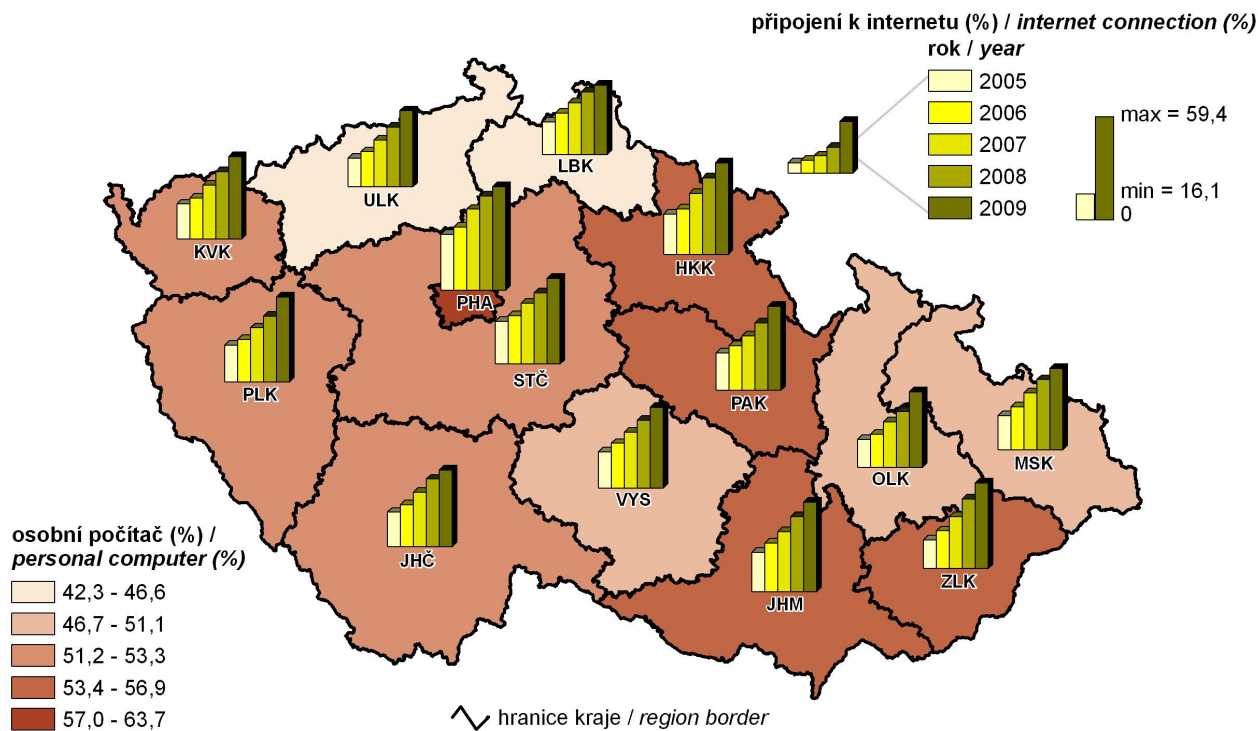 připojení k internetu (%) / internet connection (%)
rok / year
2005
2006
2007
2008
2009
max = 59,4
min = 16,1
0
LBK
ULK
KVK
HKK
PHA
STČ
PLK
PAK
MSK
OLK
VYS
JHČ
ZLK
JHM
osobní počítač (%) /
personal computer (%)
42,3 - 46,6
46,7 - 51,1
51,2 - 53,3
53,4 - 56,9
57,0 - 63,7
hranice kraje / region border